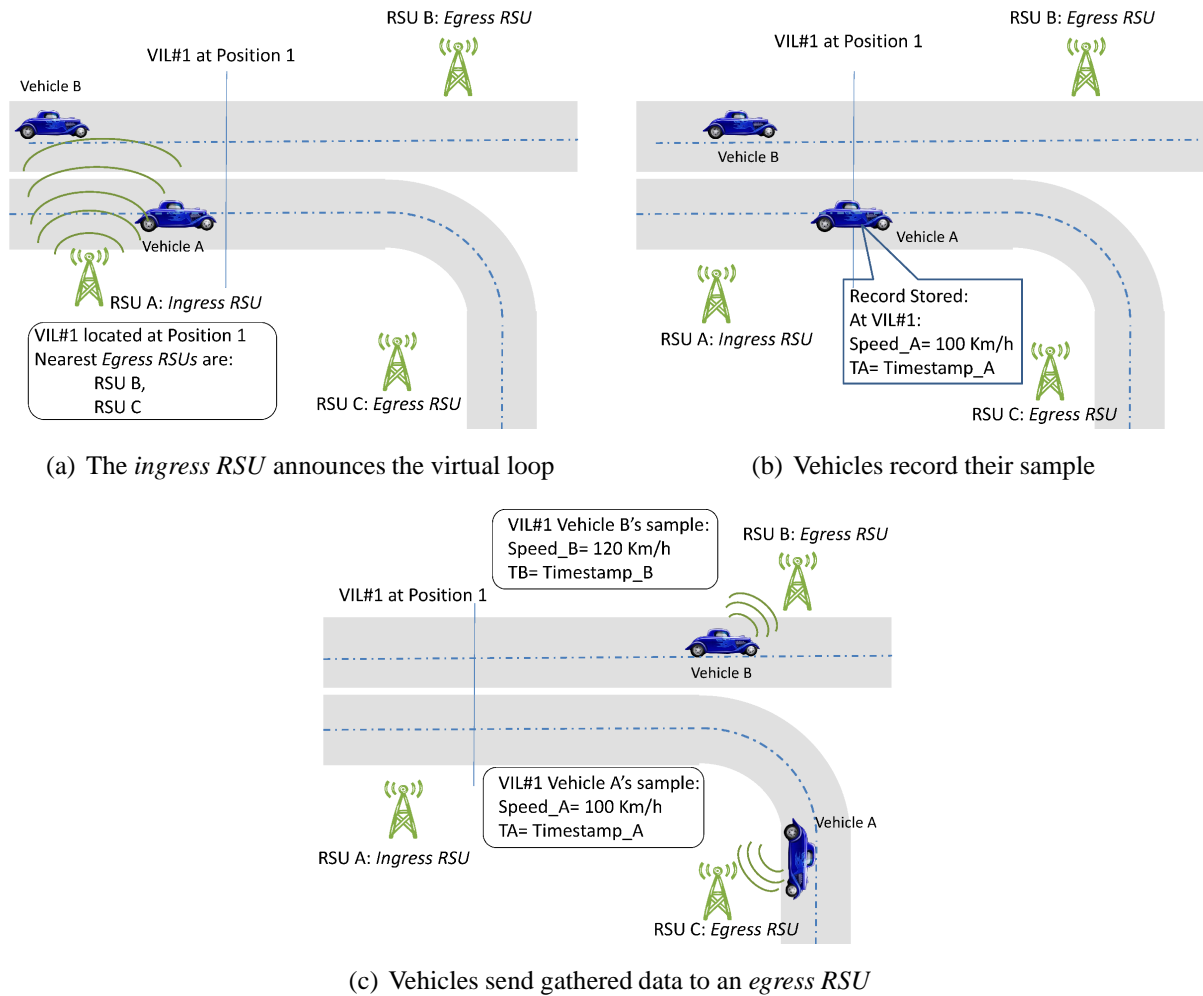 RSU B: Egress RSU
VIL#1 at Position 1
Vehicle B
Vehicle A
RSU A: Ingress RSU
VIL#1 located at Position 1
Nearest Egress RSUs are:
RSU B,
RSU C
RSU C: Egress RSU
(a) The ingress RSU announces the virtual loop
RSU B: Egress RSU
VIL#1 at Position 1
Vehicle B
Vehicle A
RSU A: Ingress RSU
Record Stored:
At VIL#1:
Speed_A= 100 Km/h
TA= Timestamp_A
RSU C: Egress RSU
(b) Vehicles record their sample
VIL#1 Vehicle B's sample:
Speed_B= 120 Km/h
TB= Timestamp_B
RSU B: Egress RSU
VIL#1 at Position 1
Vehicle B
VIL#1 Vehicle A's sample:
Speed_A= 100 Km/h
TA= Timestamp_A
Vehicle A
RSU A: Ingress RSU
RSU C: Egress RSU
(c) Vehicles send gathered data to an egress RSU